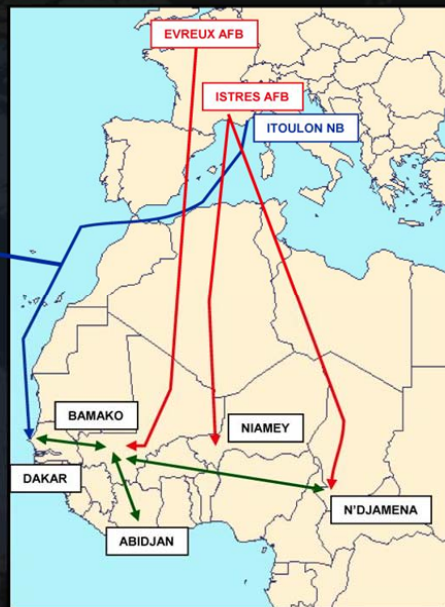 EVREUX AFB
ISTRES AFB
ITOULON NB
BAMAKO
NIAMEY
DAKAR
N'DJAMENA
ABIDJAN